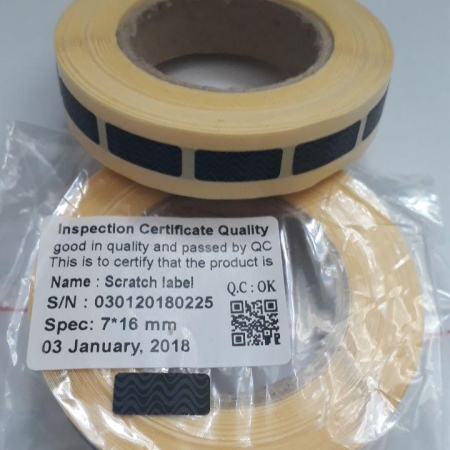 Inspection Certificate Quality
good in quality and passed by QC
This is to certify that the product is
Name : Scratch label
Q.C : OK
S/N : 030120180225
Spec: 7*16 mm
03 January, 2018